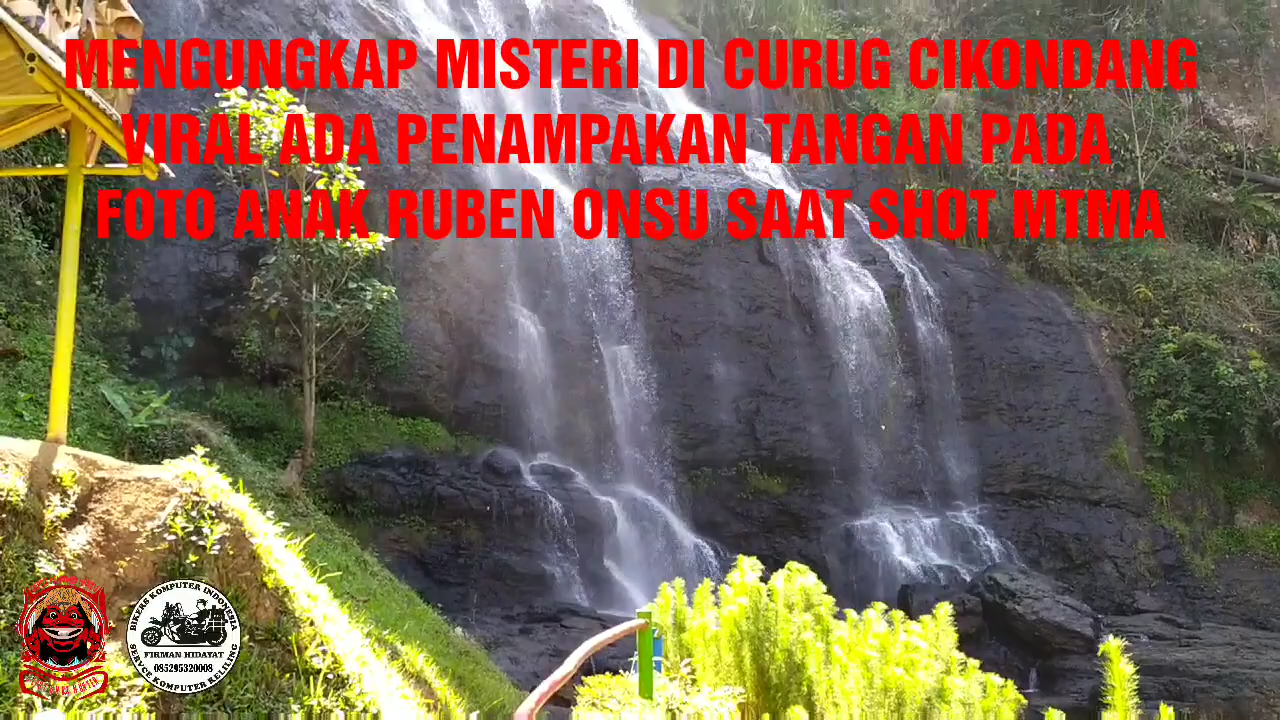 MENGUNGKAP MISTERI DI CURUG CIKONDANG
VIRAL ADA PENAMPAKAN TANGAN PADA
FOTO ANAK RUBEN ONSU SAAT SHOT MTMA
BIKERS KOMPUTER INDONESIA
FIRMAN HIDAYAT
085295320008
SERVICE KOMPUTER KELILING